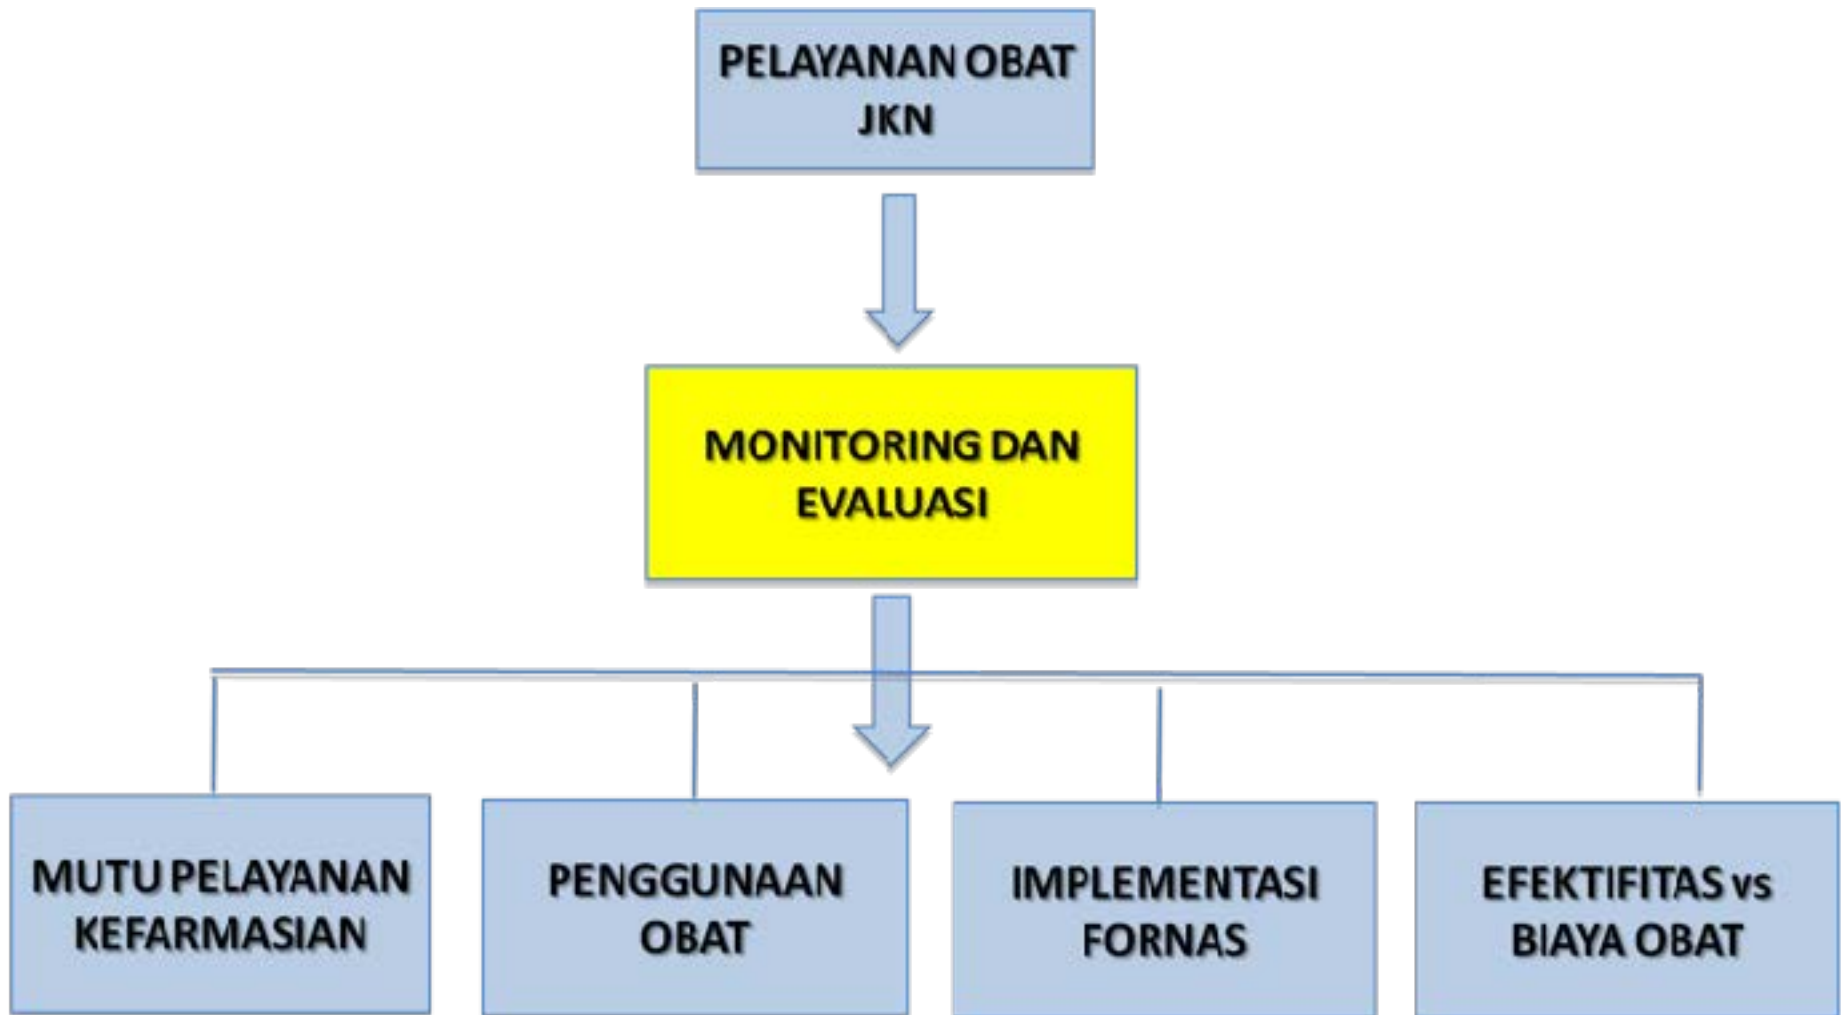 PELAYANAN OBAT
JKN
MONITORING DAN
EVALUASI
MUTU PELAYANAN
KEFARMASIAN
PENGGUNAAN
OBAT
IMPLEMENTASI
FORNAS
EFEKTIFITAS vs
BIAYA OBAT